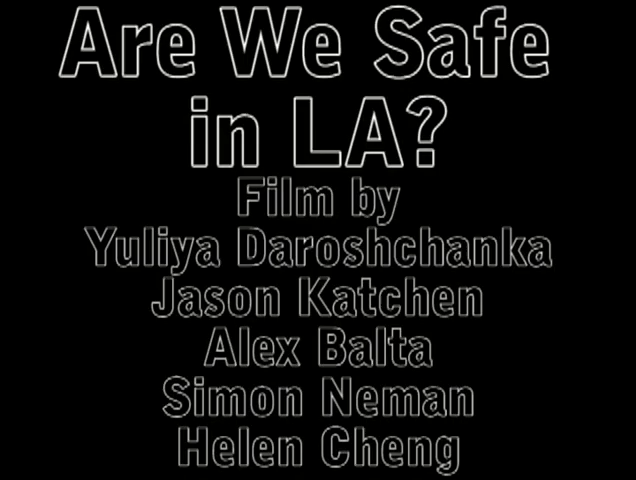 Are We Safe
in LA?
Film by
Yuliya Daroshchanka
Jason Katchen
Alex Balta
Simon Neman
Helen Cheng